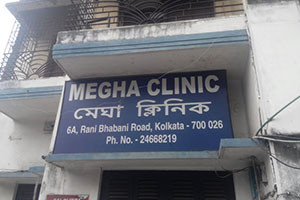 MEGHA CLINIC
মেঘা ক্লিনিক
6A, Rani Bhabani Road, Kolkata - 700 026
Ph. No. - 24668219